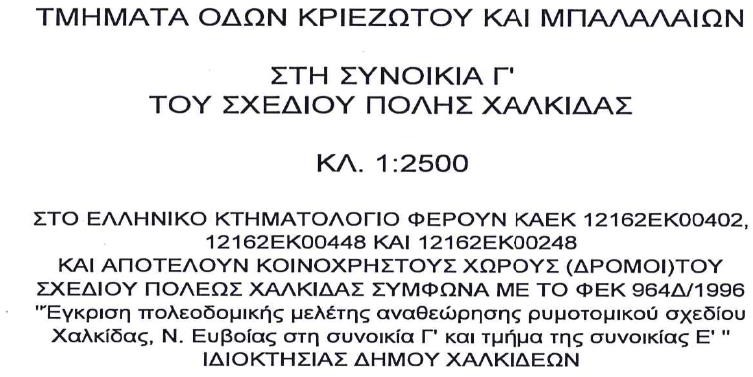 ΤΜΗΜΑΤΑ ΟΔΩΝ ΚΡΙΕΖΩΤΟΥ ΚΑΙ ΜΠΑΛΑΛΑΙΩΝ
ΣΤΗ ΣΥΝΟΙΚΙΑ Γ'
ΤΟΥ ΣΧΕΔΙΟΥ ΠΟΛΗΣ ΧΑΛΚΙΔΑΣ
ΚΛ. 1:2500
ΣΤΟ ΕΛΛΗΝΙΚΟ ΚΤΗΜΑΤΟΛΟΓΙΟ ΦΕΡΟΥΝ ΚΑΕΚ 12162ΕΚ00402,
12162ΕΚ00448 ΚΑΙ 12162ΕΚ00248
ΚΑΙ ΑΠΟΤΕΛΟΥΝ ΚΟΙΝΟΧΡΗΣΤΟΥΣ ΧΩΡΟΥΣ (ΔΡΟΜΟΙ)ΤΟΥ
ΣΧΕΔΙΟΥ ΠΟΛΕΩΣ ΧΑΛΚΙΔΑΣ ΣΥΜΦΩΝΑ ΜΕ ΤΟ ΦΕΚ 964Δ/1996
"Έγκριση πολεοδομικής μελέτης αναθεώρησης ρυμοτομικού σχεδίου
Χαλκίδας, Ν. Ευβοίας στη συνοικία Γ' και τμήμα της συνοικίας Ε' "
ΙΔΙΟΚΤΗΣΙΑΣ ΔΗΜΟΥ ΧΑΛΚΙΔΕΩΝ